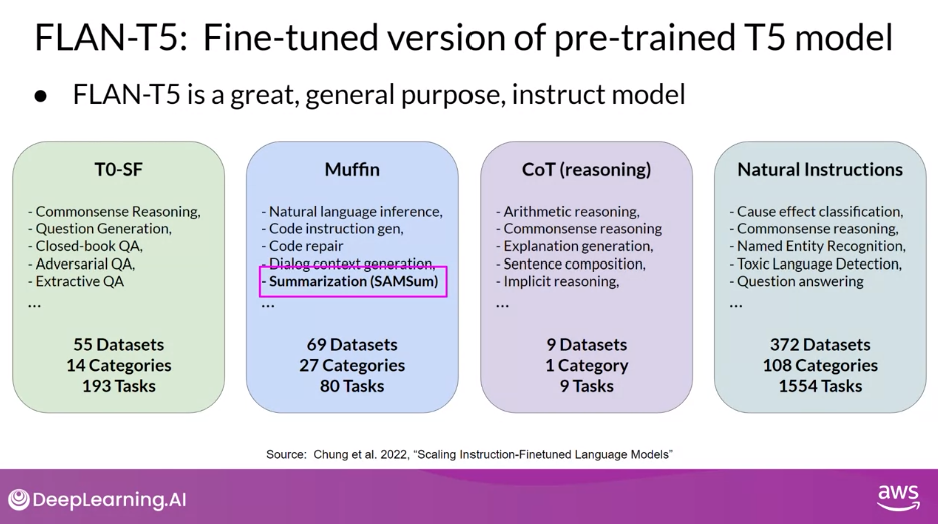 FLAN-T5: Fine-tuned version of pre-trained T5 model
● FLAN-T5 is a great, general purpose, instruct model
T0-SF
- Commonsense Reasoning,
- Question Generation,
- Closed-book QA,
- Adversarial QA,
- Extractive QA
...
55 Datasets
14 Categories
193 Tasks
Muffin
- Natural language inference,
- Code instruction gen,
- Code repair
- Dialog context generation,
- Summarization (SAMSum)
...
69 Datasets
27 Categories
80 Tasks
CoT (reasoning)
- Arithmetic reasoning,
- Commonsense reasoning
- Explanation generation,
- Sentence composition,
- Implicit reasoning,
...
9 Datasets
1 Category
9 Tasks
Natural Instructions
- Cause effect classification,
- Commonsense reasoning,
- Named Entity Recognition,
- Toxic Language Detection,
- Question answering
...
372 Datasets
108 Categories
1554 Tasks
Source: Chung et al. 2022, “Scaling Instruction-Finetuned Language Models”
DeepLearning.AI
aws